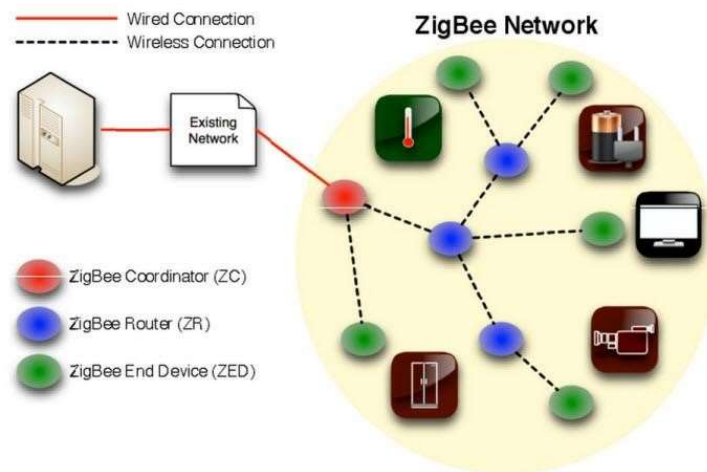 Wired Connection
Wireless Connection
ZigBee Network
Existing
Network
ZigBee Coordinator (ZC)
ZigBee Router (ZR)
ZigBee End Device (ZED)